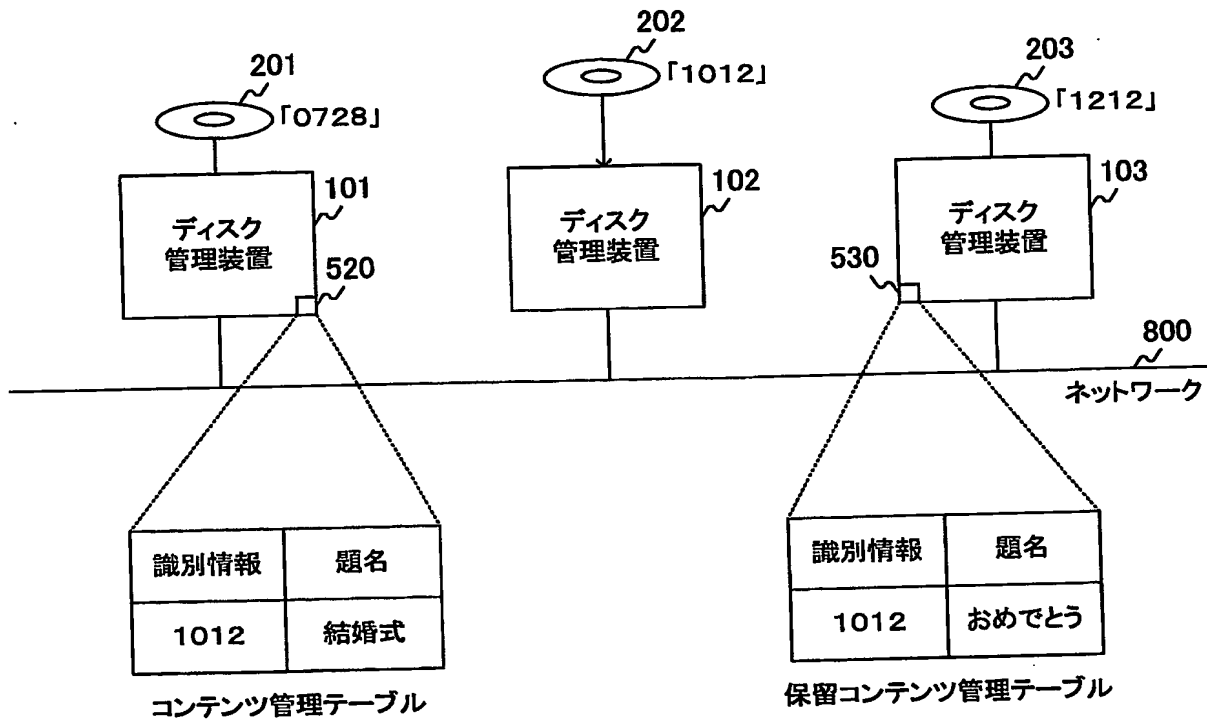 201
「0728」
202
「1012」
203
「1212」
101
ディスク
管理装置
520
102
ディスク
管理装置
103
ディスク
管理装置
530
800
ネットワーク
識別情報 題名
1012 結婚式
コンテンツ管理テーブル
識別情報 題名
1012 おめでとう
保留コンテンツ管理テーブル